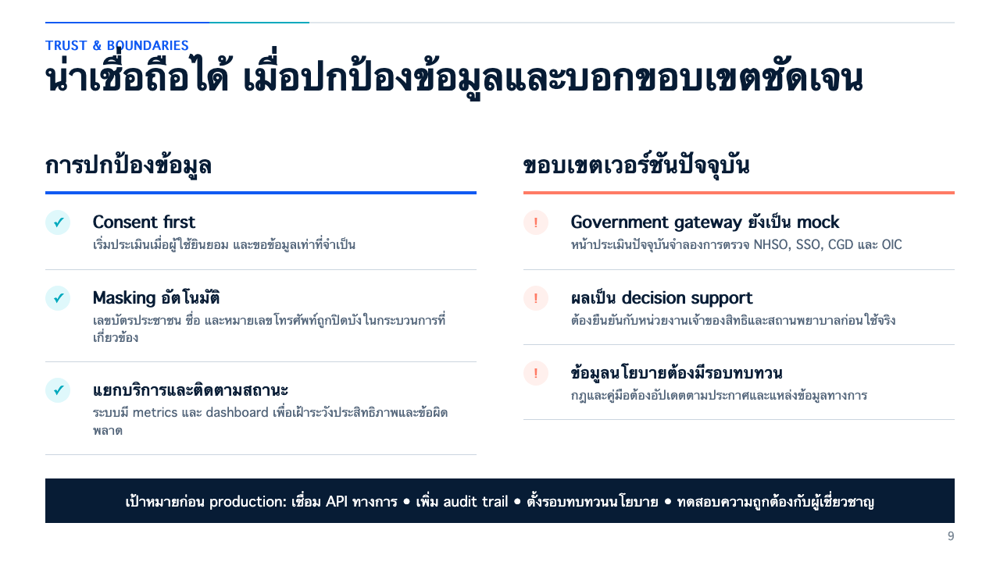 TRUST & BOUNDARIES
น่าเชื่อถือได้ เมื่อปกป้องข้อมูลและบอกขอบเขตชัดเจน
การปกป้องข้อมูล
✓
Consent first
เริ่มประเมินเมื่อผู้ใช้ยินยอม และขอข้อมูลเท่าที่จำเป็น
✓
Masking อัตโนมัติ
เลขบัตรประชาชน ชื่อ และหมายเลขโทรศัพท์ถูกปิดบังในกระบวนการที่
เกี่ยวข้อง
✓
แยกบริการและติดตามสถานะ
ระบบมี metrics และ dashboard เพื่อเฝ้าระวังประสิทธิภาพและข้อผิด
พลาด
ขอบเขตเวอร์ชันปัจจุบัน
!
Government gateway ยังเป็น mock
หน้าประเมินปัจจุบันจำลองการตรวจ NHSO, SSO, CGD และ OIC
!
ผลเป็น decision support
ต้องยืนยันกับหน่วยงานเจ้าของสิทธิและสถานพยาบาลก่อนใช้จริง
!
ข้อมูลนโยบายต้องมีรอบทบทวน
กฎและคู่มือต้องอัปเดตตามประกาศและแหล่งข้อมูลทางการ
เป้าหมายก่อน production: เชื่อม API ทางการ • เพิ่ม audit trail • ตั้งรอบทบทวนนโยบาย • ทดสอบความถูกต้องกับผู้เชี่ยวชาญ
9